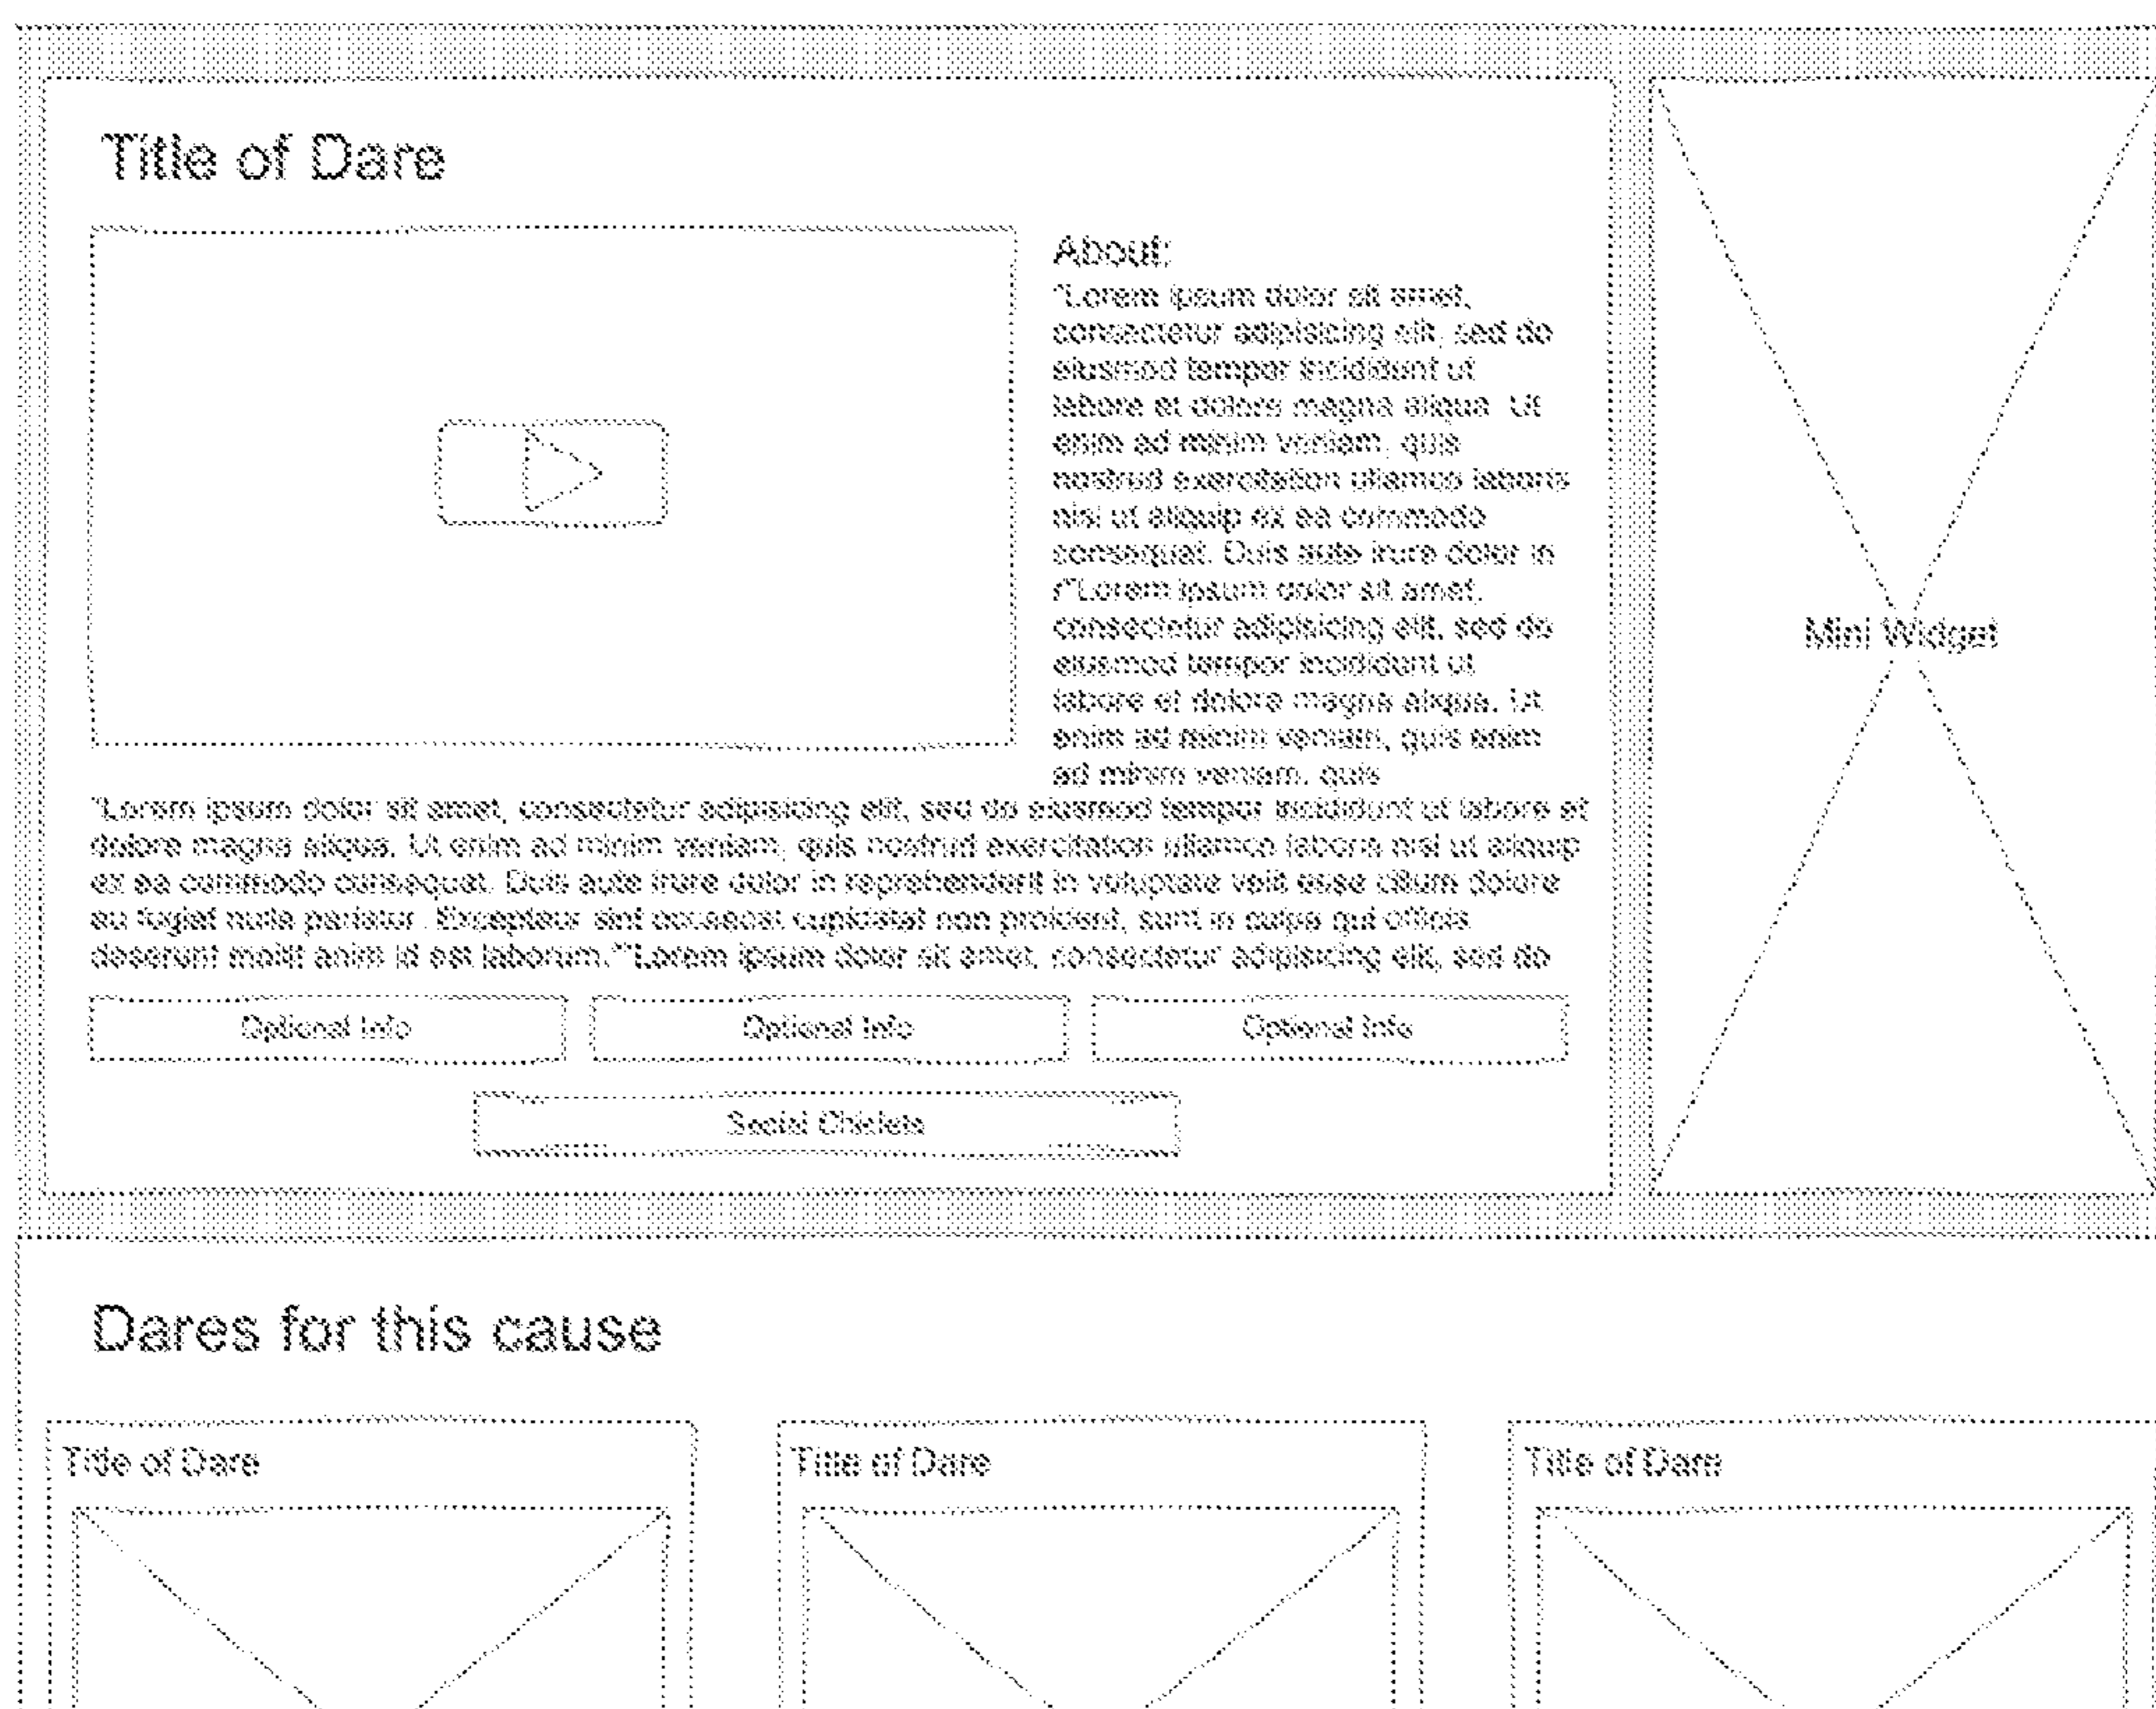 Title of Dare
About:
"Lorem ipsum dolor sit amet,
consectetur adipisicing elit, sed do
eiusmod tempor incididunt ut
labore et dolore magna aliqua. Ut
enim ad minim veniam, quis
nostrud exercitation ullamco laboris
nisi ut aliquip ex ea commodo
consequat. Duis aute irure dolor in
r"Lorem ipsum dolor sit amet,
consectetur adipisicing elit, sed do
eiusmod tempor incididunt ut
labore et dolore magna aliqua. Ut
enim ad minim veniam, quis enim
ad minim veniam, quis
"Lorem ipsum dolor sit amet, consectetur adipisicing elit, sed do eiusmod tempor incididunt ut labore et
dolore magna aliqua. Ut enim ad minim veniam, quis nostrud exercitation ullamco laboris nisi ut aliquip
ex ea commodo consequat. Duis aute irure dolor in reprehenderit in voluptate velit esse cillum dolore
eu fugiat nulla pariatur. Excepteur sint occaecat cupidatat non proident, sunt in culpa qui officia
deserunt mollit anim id est laborum.""Lorem ipsum dolor sit amet, consectetur adipisicing elit, sed do
Optional Info
Optional Info
Optional Info
Social Chiclets
Mini Widget
Dares for this cause
Title of Dare
Title of Dare
Title of Dare